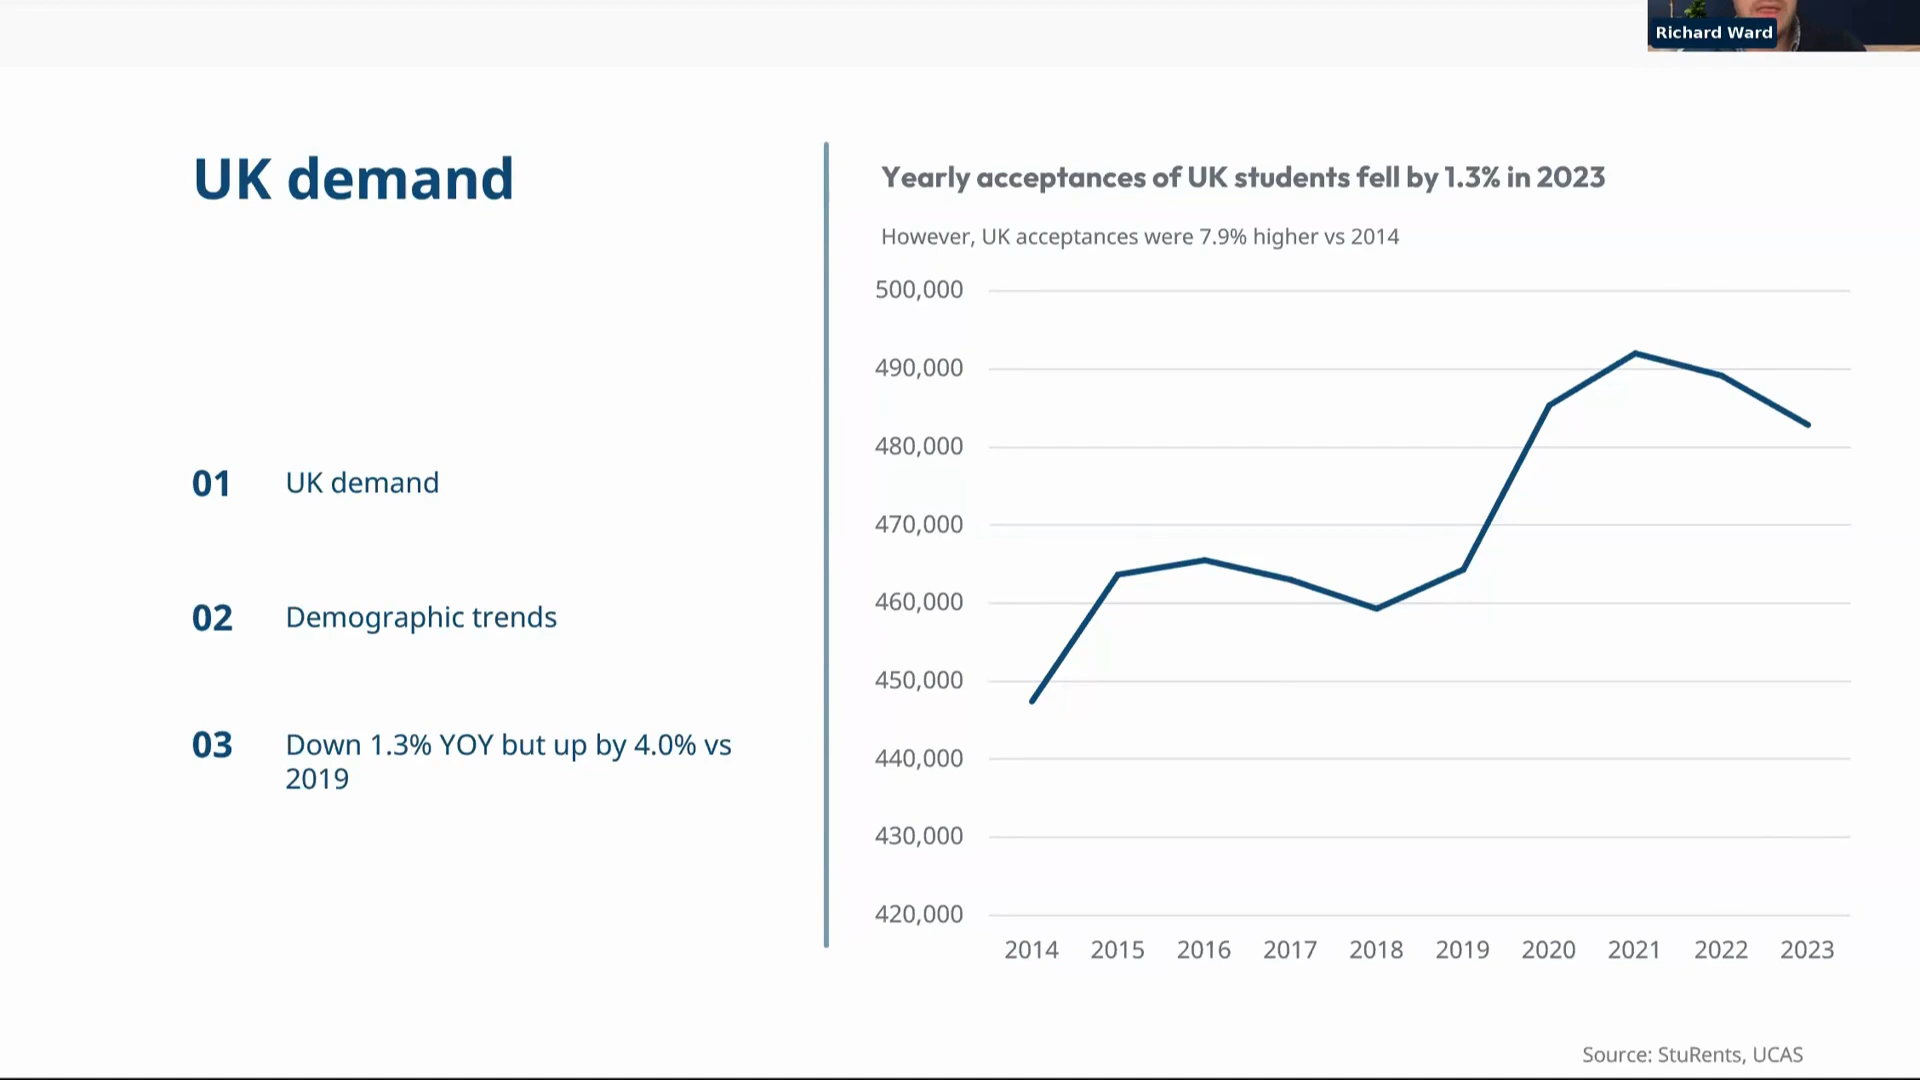 Richard Ward
UK demand
01 UK demand
02 Demographic trends
03 Down 1.3% YOY but up by 4.0% vs
2019
Yearly acceptances of UK students fell by 1.3% in 2023
However, UK acceptances were 7.9% higher vs 2014
500,000
490,000
480,000
470,000
460,000
450,000
440,000
430,000
420,000
2014 2015 2016 2017 2018 2019 2020 2021 2022 2023
Source: StuRents, UCAS